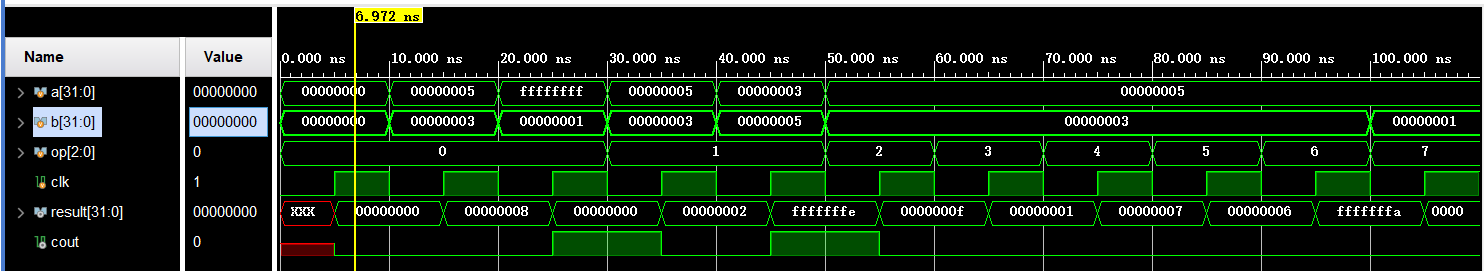 6.972 ns
Name Value 0.000 ns 10.000 ns 20.000 ns 30.000 ns 40.000 ns 50.000 ns 60.000 ns 70.000 ns 80.000 ns 90.000 ns 100.000 ns
a[31:0] 00000000 00000000 00000005 ffffffff 00000005 00000003 00000005
b[31:0] 00000000 00000000 00000003 00000001 00000003 00000005 00000003 00000001
op[2:0] 0 0 1 2 3 4 5 6 7
clk 1
result[31:0] 00000000 XXX 00000000 00000008 00000000 00000002 fffffffe 0000000f 00000001 00000007 00000006 fffffffa 0000
cout 0